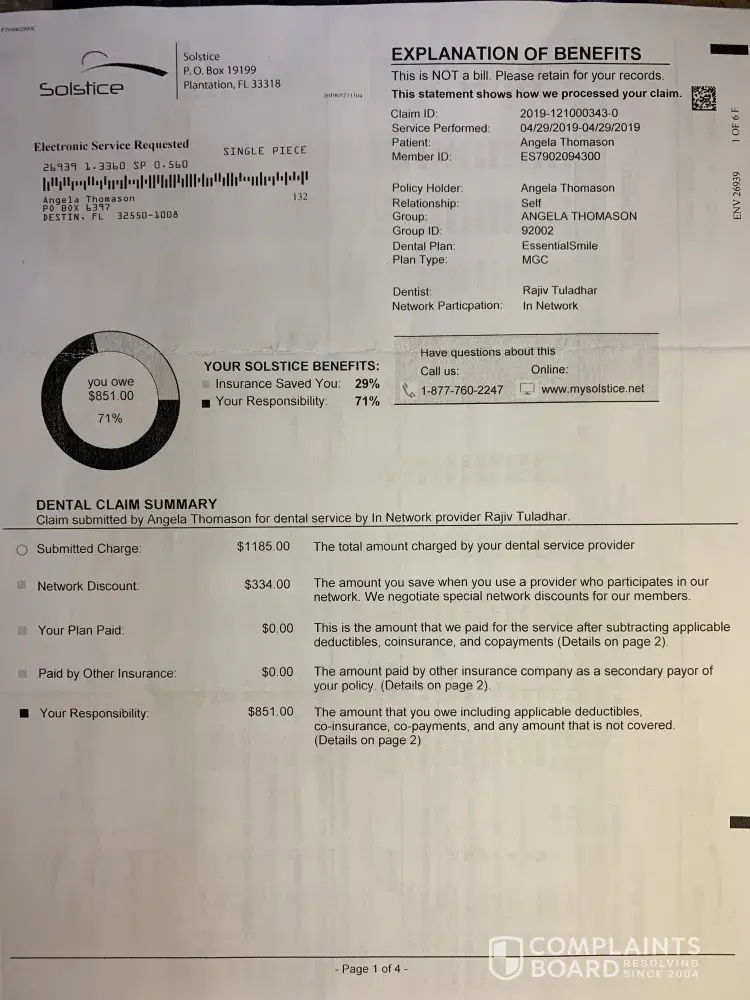 Solstice
Solstice
P.O. Box 19199
Plantation, FL 33318
EXPLANATION OF BENEFITS
This is NOT a bill. Please retain for your records.
This statement shows how we processed your claim.
Claim ID: 2019-121000343-0
Service Performed: 04/29/2019-04/29/2019
Patient: Angela Thomason
Member ID: ES7902094300
Policy Holder: Angela Thomason
Relationship: Self
Group: ANGELA THOMASON
Group ID: 92002
Dental Plan: EssentialSmile
Plan Type: MGC
Dentist: Rajiv Tuladhar
Network Particpation: In Network
1 OF 6 F
ENV 26939
Electronic Service Requested
SINGLE PIECE
26939 1.3360 SP 0.560
Angela Thomason 132
PO BOX 6397
DESTIN, FL 32550-1008
you owe
$851.00
71%
YOUR SOLSTICE BENEFITS:
Insurance Saved You: 29%
Your Responsibility: 71%
Have questions about this
Call us: Online:
1-877-760-2247 www.mysolstice.net
DENTAL CLAIM SUMMARY
Claim submitted by Angela Thomason for dental service by In Network provider Rajiv Tuladhar.
Submitted Charge: $1185.00 The total amount charged by your dental service provider
Network Discount: $334.00 The amount you save when you use a provider who participates in our
network. We negotiate special network discounts for our members.
Your Plan Paid: $0.00 This is the amount that we paid for the service after subtracting applicable
deductibles, coinsurance, and copayments (Details on page 2).
Paid by Other Insurance: $0.00 The amount paid by other insurance company as a secondary payor of
your policy. (Details on page 2).
Your Responsibility: $851.00 The amount that you owe including applicable deductibles,
co-insurance, co-payments, and any amount that is not covered.
(Details on page 2)
- Page 1 of 4 -
COMPLAINTS
BOARD RESOLVING
SINCE 2004